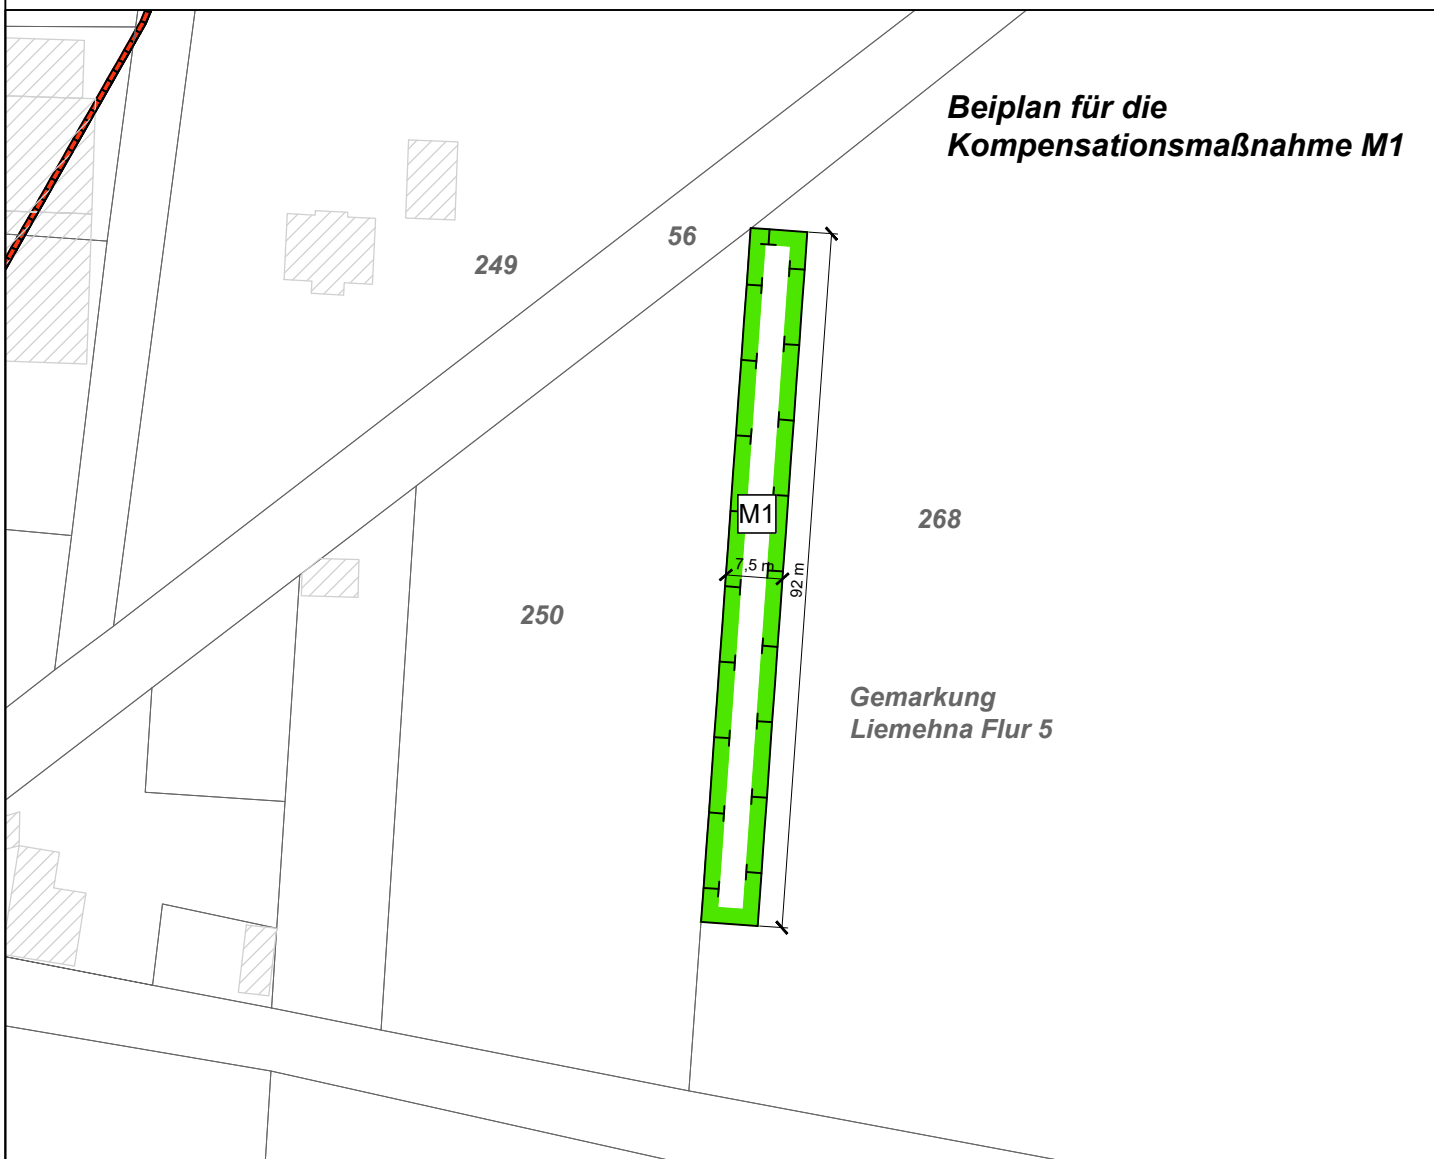 Beiplan für die
Kompensationsmaßnahme M1
56
249
M1
268
7,5 m
92 m
250
Gemarkung
Liemehna Flur 5